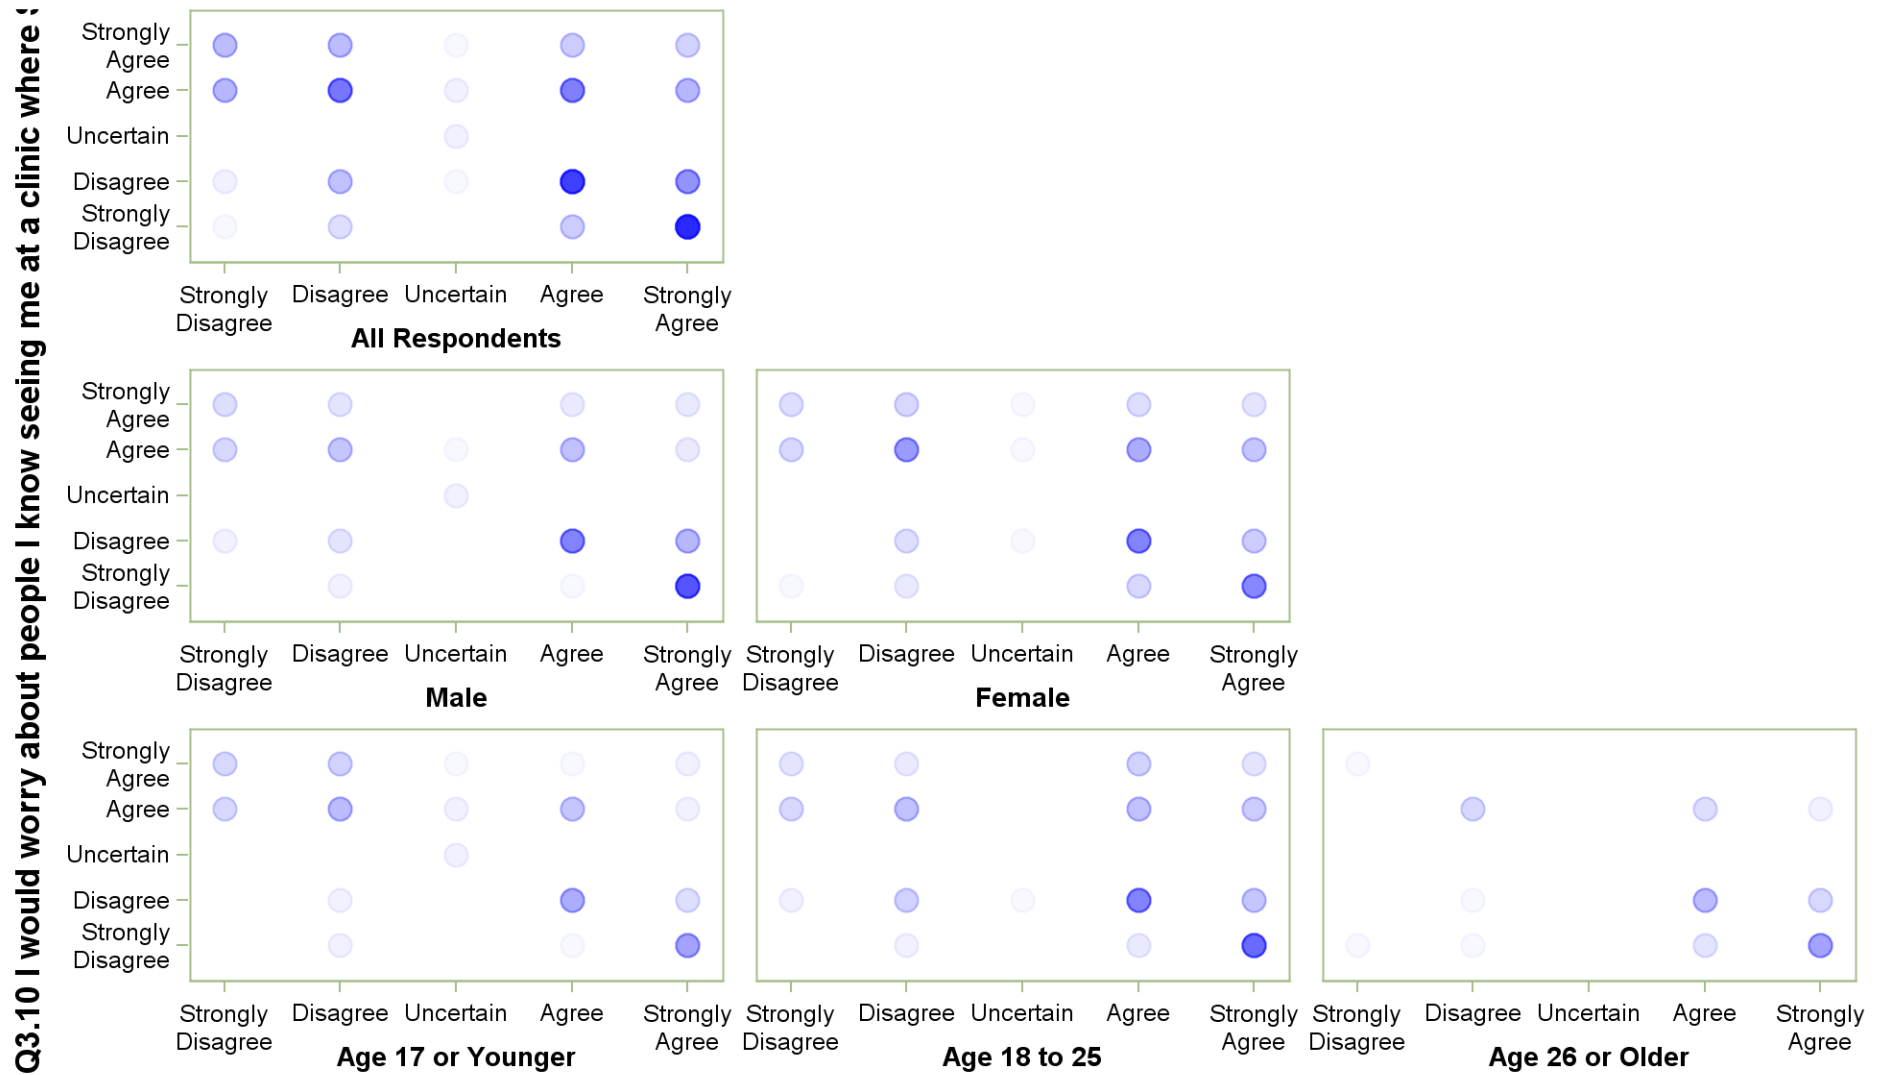 Q3.10 I would worry about people I know seeing me at a clinic where
Strongly
Agree
Agree
Uncertain
Disagree
Strongly
Disagree
Strongly
Disagree
Disagree
Uncertain
Agree
Strongly
Agree
All Respondents
Strongly
Agree
Agree
Uncertain
Disagree
Strongly
Disagree
Strongly
Disagree
Disagree
Uncertain
Agree
Strongly
Agree
Male
Strongly
Disagree
Disagree
Uncertain
Agree
Strongly
Agree
Female
Strongly
Agree
Agree
Uncertain
Disagree
Strongly
Disagree
Strongly
Disagree
Disagree
Uncertain
Agree
Strongly
Agree
Age 17 or Younger
Strongly
Disagree
Disagree
Uncertain
Agree
Strongly
Agree
Age 18 to 25
Strongly
Disagree
Disagree
Uncertain
Agree
Strongly
Agree
Age 26 or Older